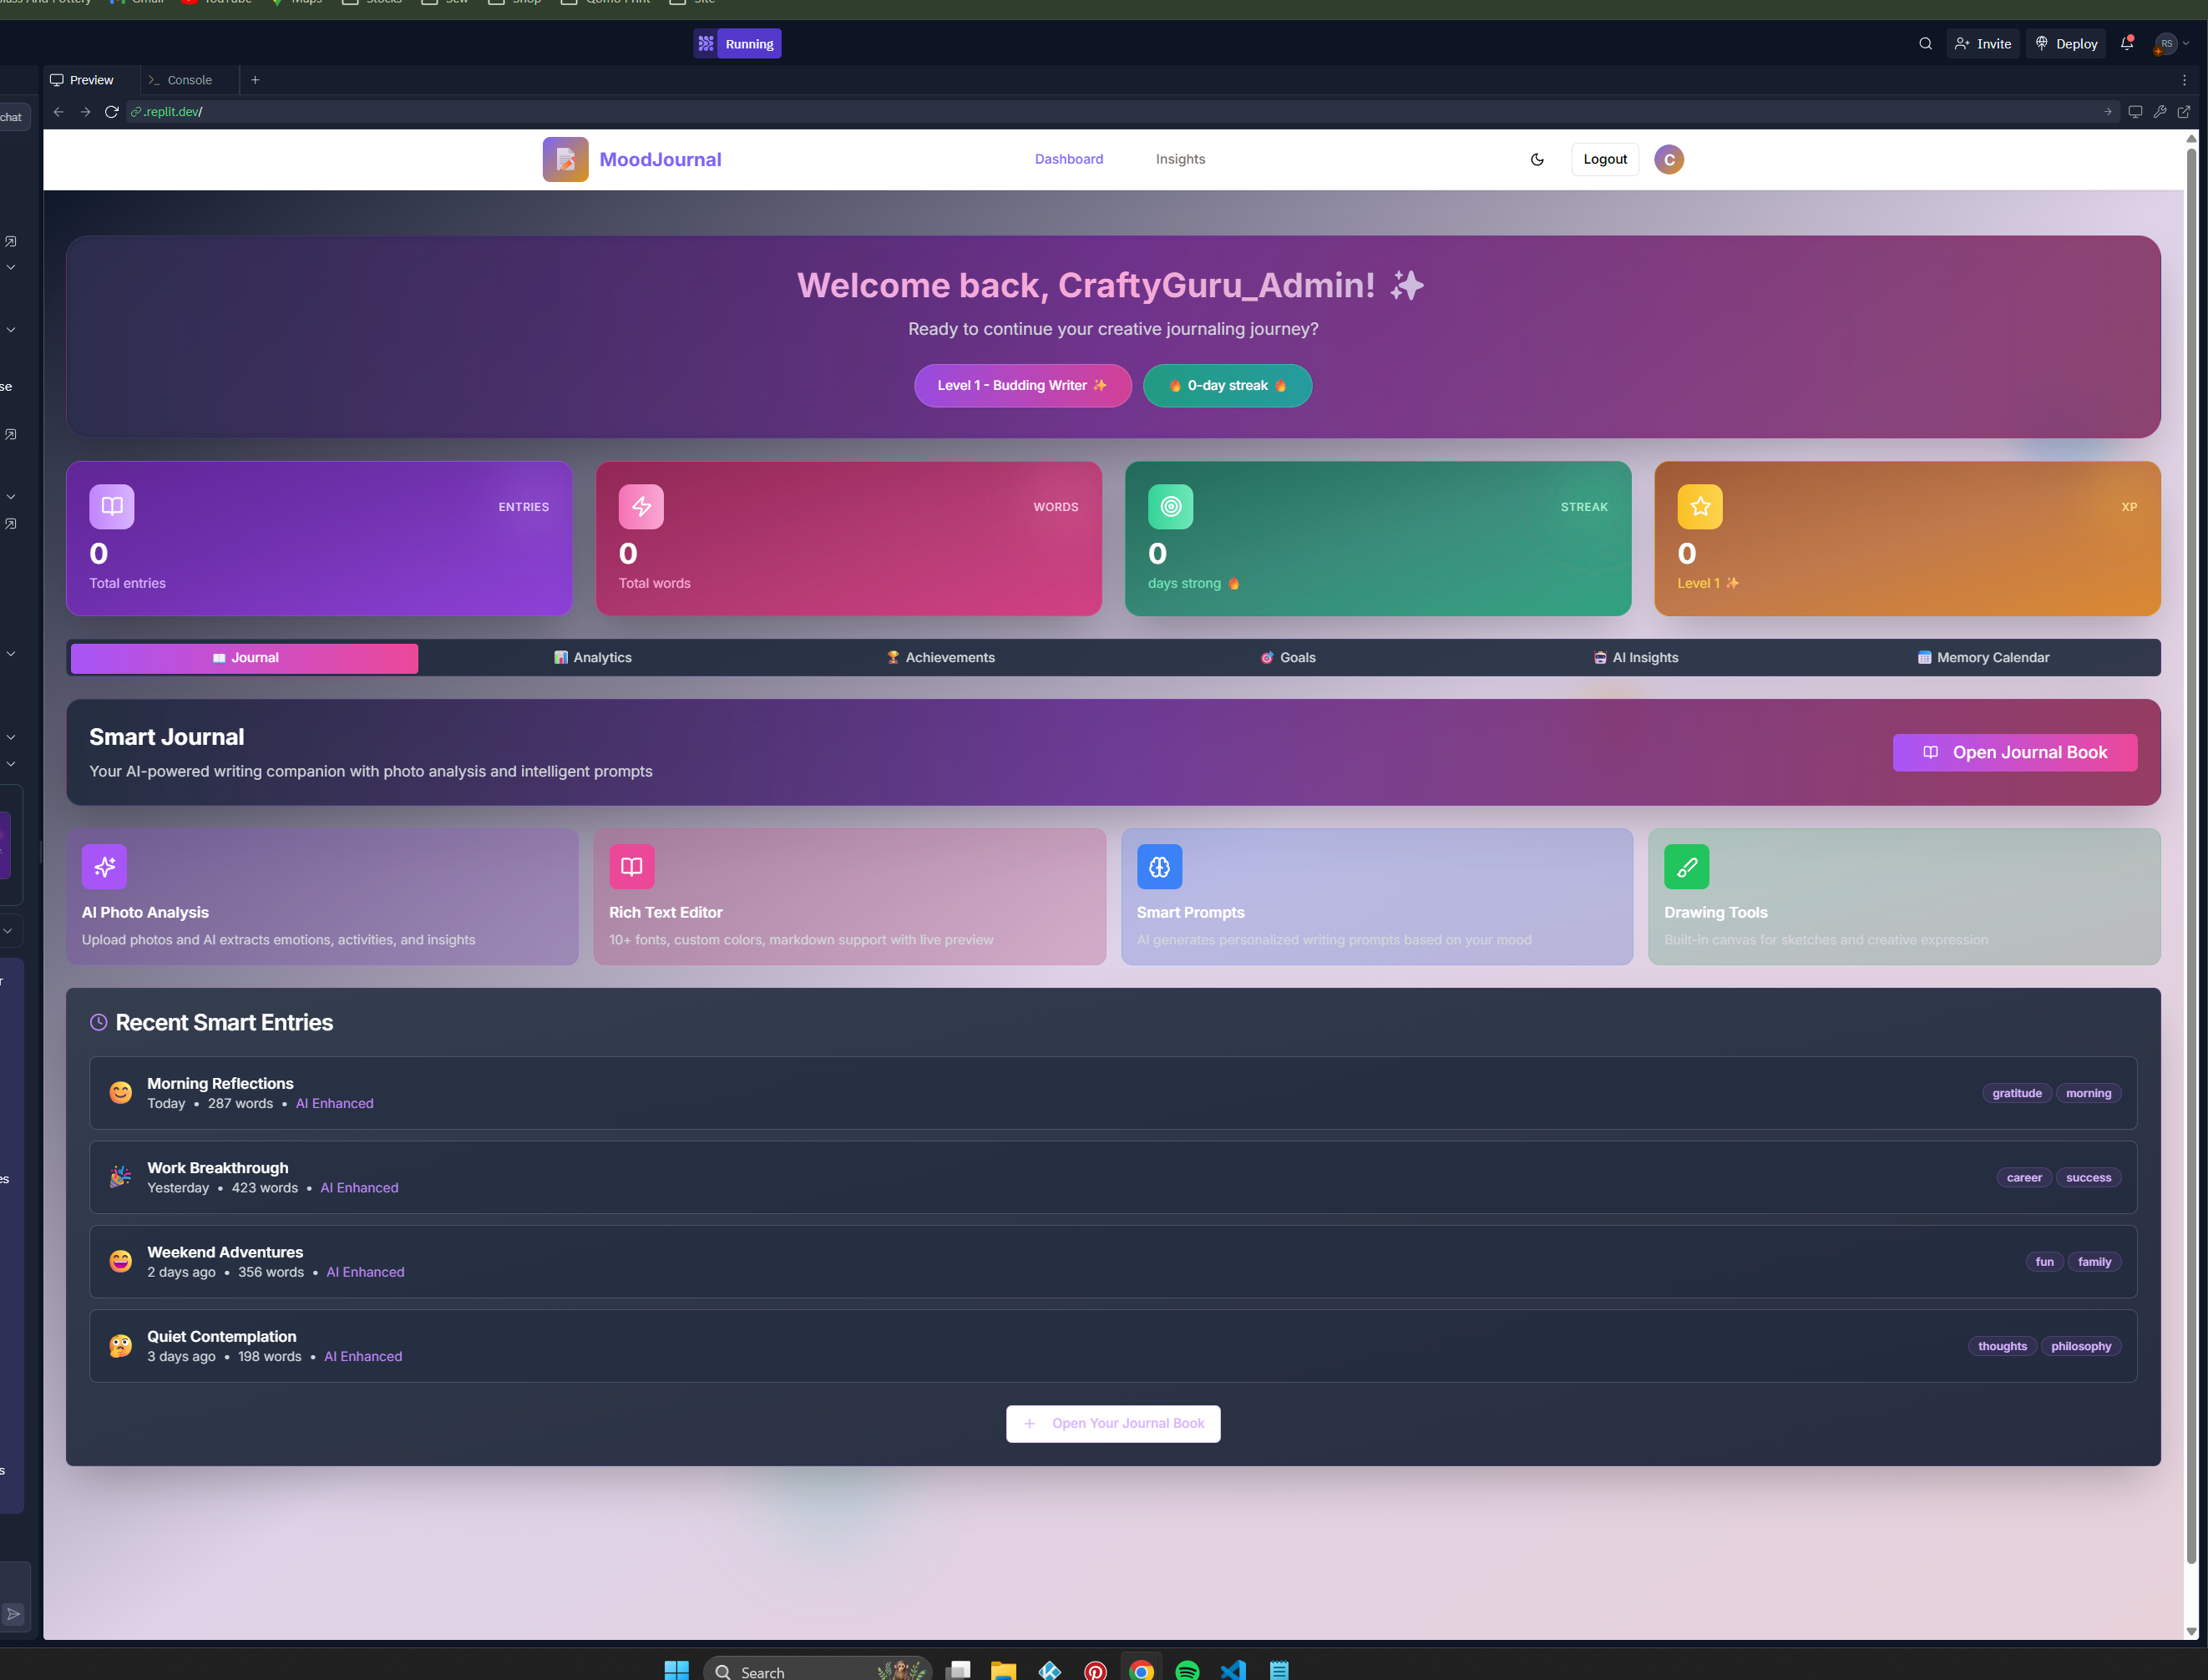 Gmail
YouTube
Maps
Stocks
Sew
Shop
Qomo Print
Site
Running
Invite
Deploy
RS
Preview
Console
chat
.replit.dev/
MoodJournal
Dashboard
Insights
Logout
C
Welcome back, CraftyGuru_Admin! ✨
Ready to continue your creative journaling journey?
Level 1 - Budding Writer ✨
🔥 0-day streak 🔥
ENTRIES
0
Total entries
WORDS
0
Total words
STREAK
0
days strong 🔥
XP
0
Level 1 ✨
📖 Journal
📊 Analytics
🏆 Achievements
🎯 Goals
🤖 AI Insights
📅 Memory Calendar
Smart Journal
Your AI-powered writing companion with photo analysis and intelligent prompts
Open Journal Book
AI Photo Analysis
Upload photos and AI extracts emotions, activities, and insights
Rich Text Editor
10+ fonts, custom colors, markdown support with live preview
Smart Prompts
AI generates personalized writing prompts based on your mood
Drawing Tools
Built-in canvas for sketches and creative expression
Recent Smart Entries
Morning Reflections
Today • 287 words • AI Enhanced
gratitude morning
Work Breakthrough
Yesterday • 423 words • AI Enhanced
career success
Weekend Adventures
2 days ago • 356 words • AI Enhanced
fun family
Quiet Contemplation
3 days ago • 198 words • AI Enhanced
thoughts philosophy
+ Open Your Journal Book
Search